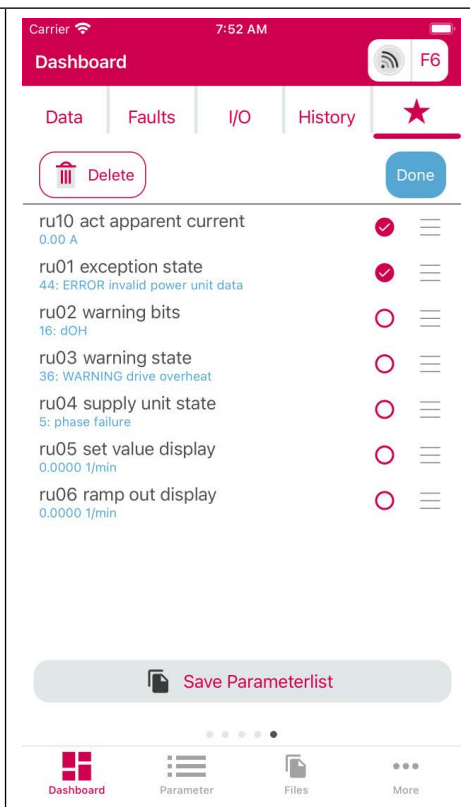 Carrier 7:52 AM
Dashboard F6
Data Faults I/O History
Delete Done
ru10 act apparent current
0.00 A
ru01 exception state
44: ERROR invalid power unit data
ru02 warning bits
16: dOH
ru03 warning state
36: WARNING drive overheat
ru04 supply unit state
5: phase failure
ru05 set value display
0.0000 1/min
ru06 ramp out display
0.0000 1/min
Save Parameterlist
Dashboard Parameter Files More